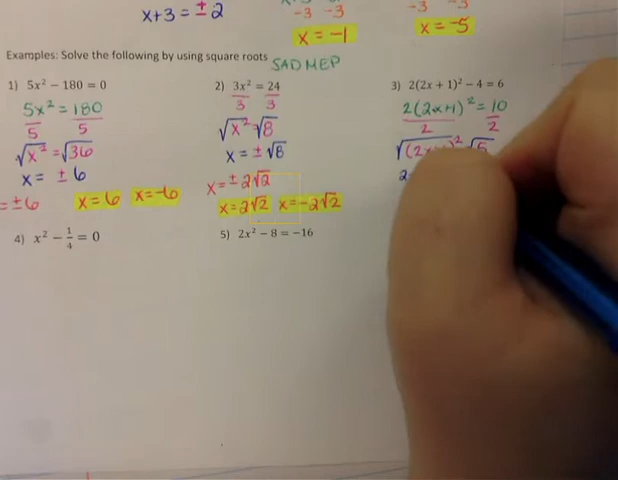 x+3 = ± 2
-3 -3
x = -1
-3 -3
x = -5
Examples: Solve the following by using square roots SADMEP
1) 5x² − 180 = 0
5x² = 180
5 5
√x² = √36
x = ± 6
= ±6 x = 6 x = -6
2) 3x² = 24
3 3
√x² = √8
x = ± √8
x = ± 2√2
x = 2√2 x = -2√2
3) 2(2x + 1)² − 4 = 6
2(2x+1)² = 10
2 2
√(2x √5
2
4) x² − 1/4 = 0
5) 2x² − 8 = −16